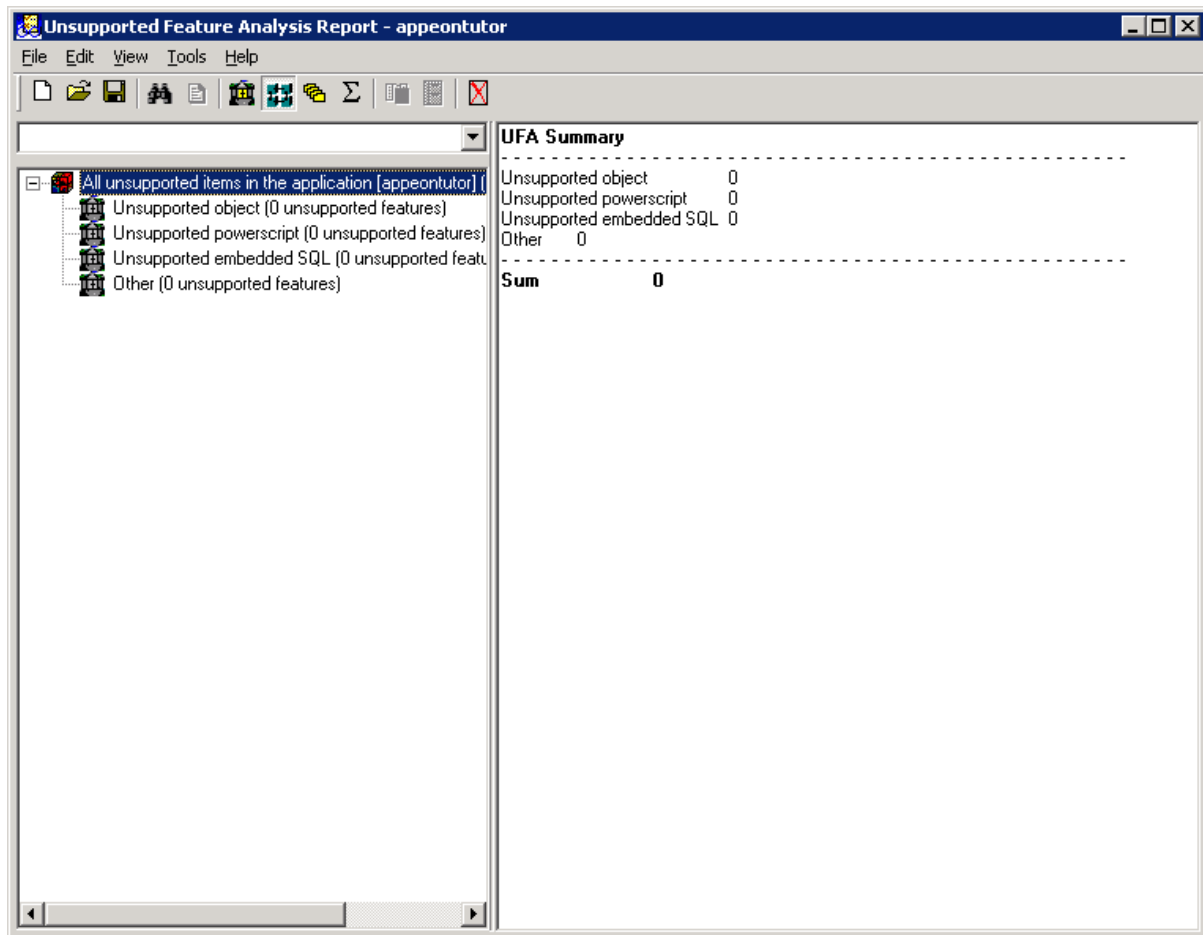 Unsupported Feature Analysis Report - appeontutor
File Edit View Tools Help
UFA Summary
All unsupported items in the application [appeontutor] (
Unsupported object (0 unsupported features)
Unsupported powerscript (0 unsupported features)
Unsupported embedded SQL (0 unsupported featu
Other (0 unsupported features)
Unsupported object 0
Unsupported powerscript 0
Unsupported embedded SQL 0
Other 0
Sum 0